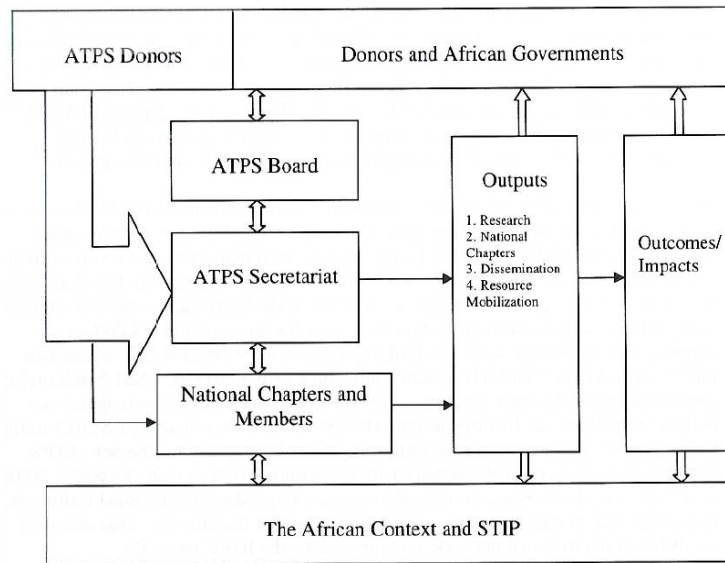 ATPS Donors
Donors and African Governments
ATPS Board
ATPS Secretariat
National Chapters and
Members
Outputs
1. Research
2. National
Chapters
3. Dissemination
4. Resource
Mobilization
Outcomes/
Impacts
The African Context and STIP